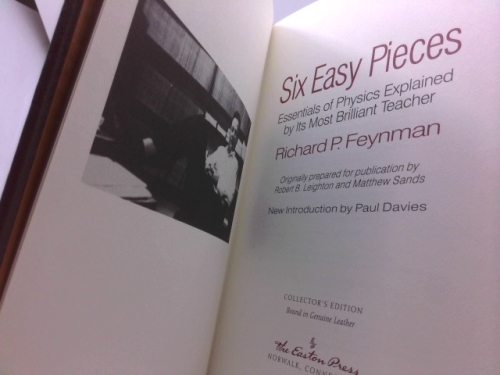 Six Easy Pieces
Essentials of Physics Explained
by Its Most Brilliant Teacher
Richard P. Feynman
Originally prepared for publication by
Robert B. Leighton and Matthew Sands
New Introduction by Paul Davies
COLLECTOR'S EDITION
Bound in Genuine Leather
by
The Easton Press
NORWALK,